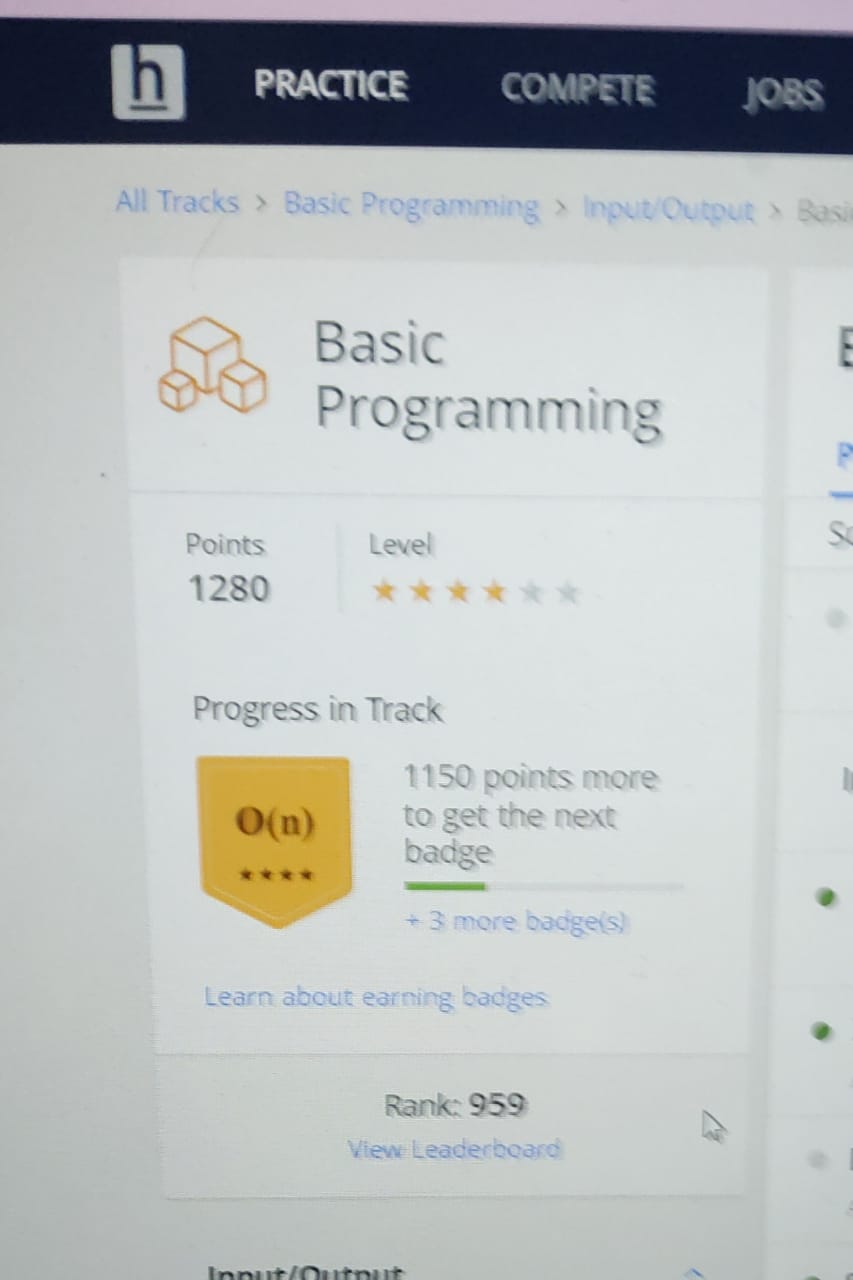 h
PRACTICE COMPETE JOBS
All Tracks > Basic Programming > Input/Output >
Basic
Programming
Points
1280
Level
Progress in Track
O(n)
1150 points more
to get the next
badge
+ 3 more badge(s)
Learn about earning badges
Rank: 959
View Leaderboard
Input/Output